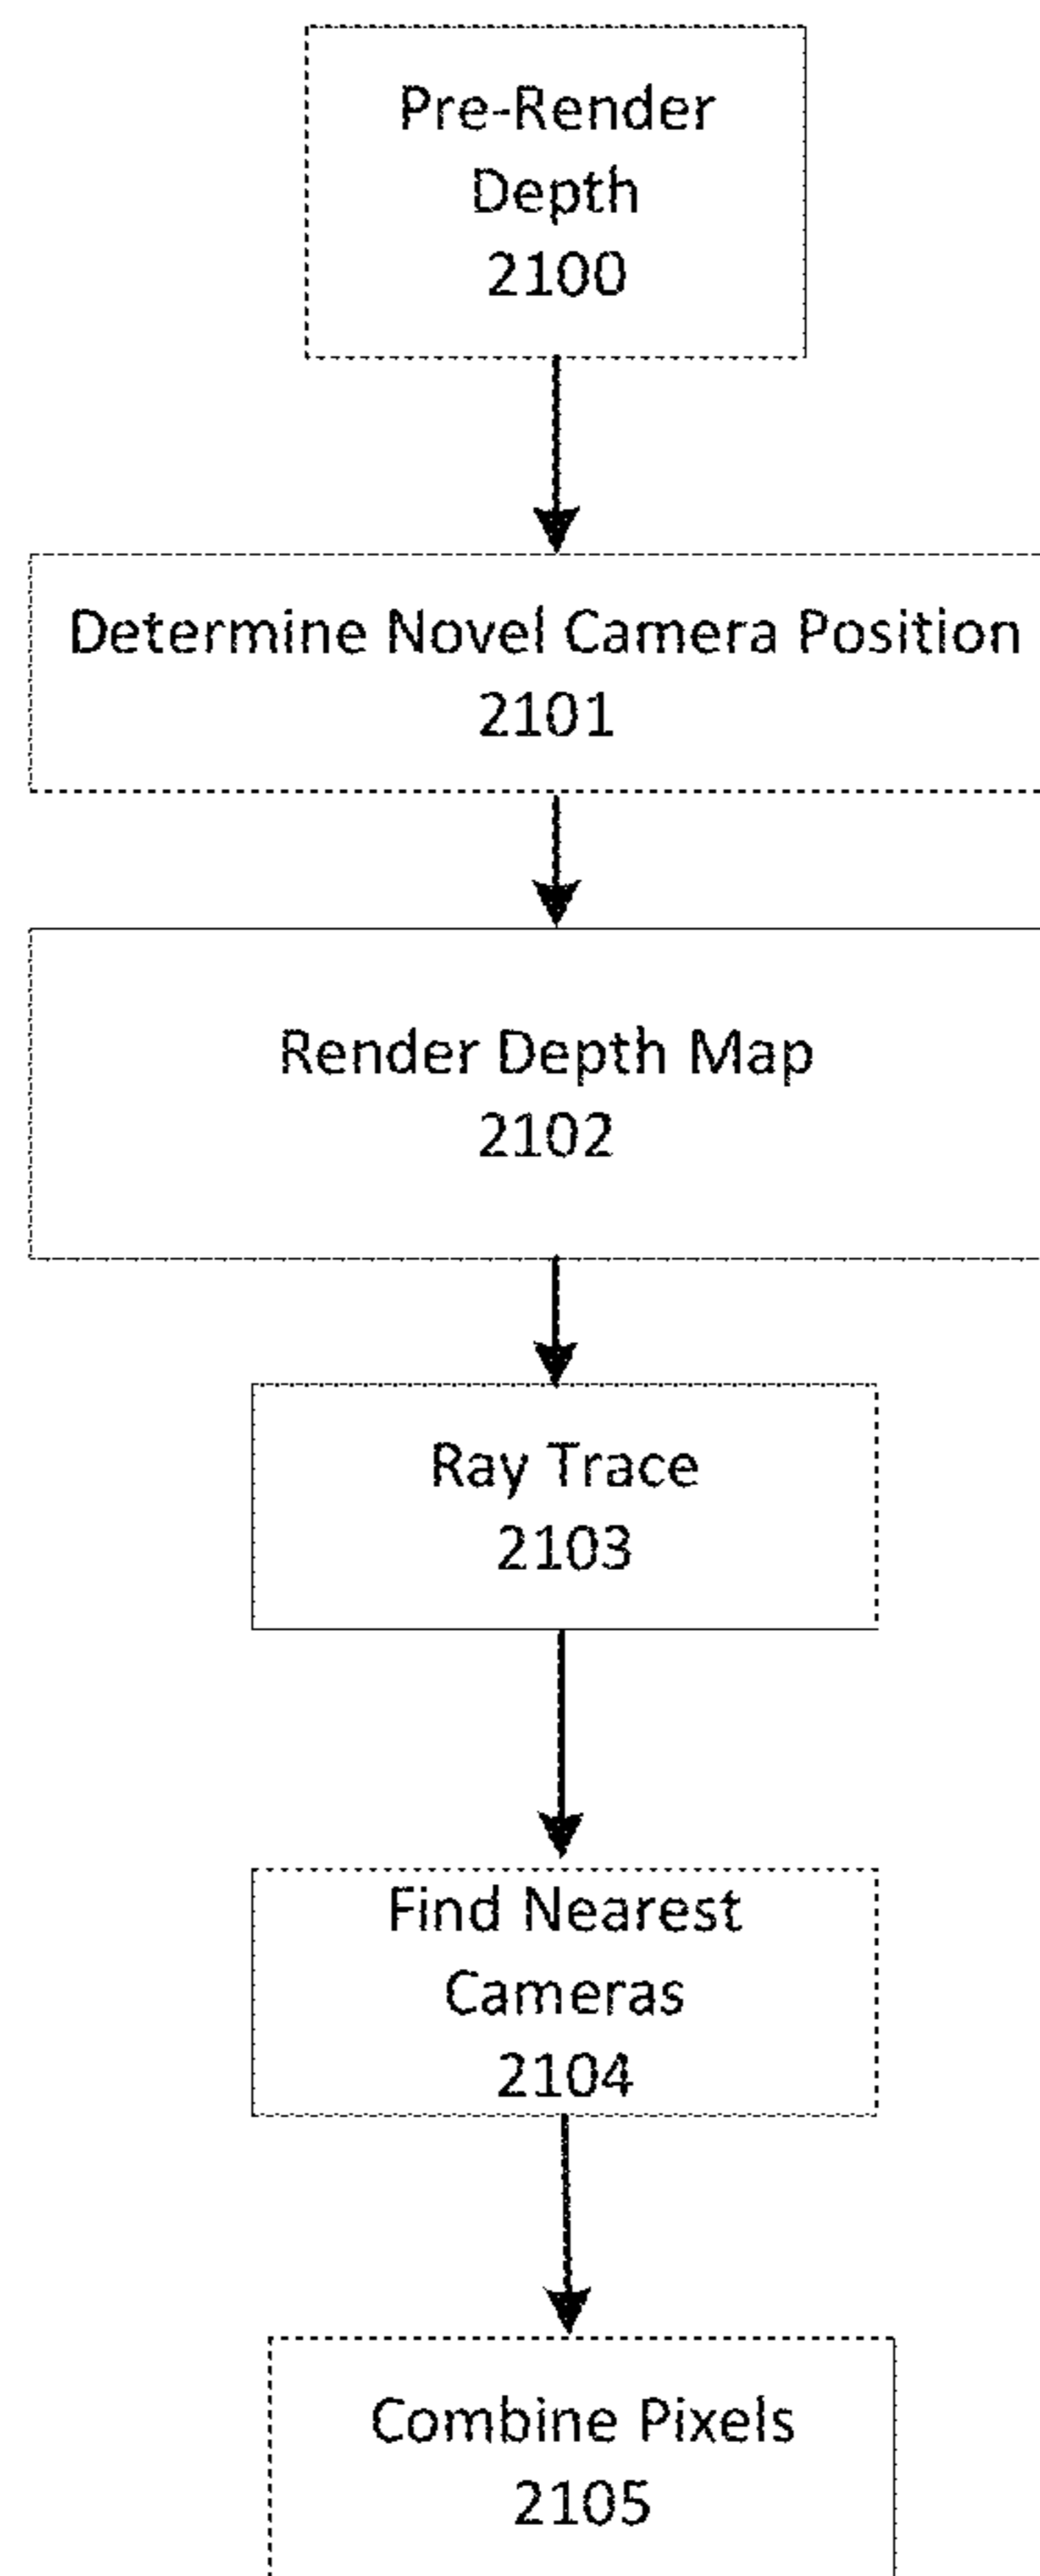 Pre-Render
Depth
2100
Determine Novel Camera Position
2101
Render Depth Map
2102
Ray Trace
2103
Find Nearest
Cameras
2104
Combine Pixels
2105